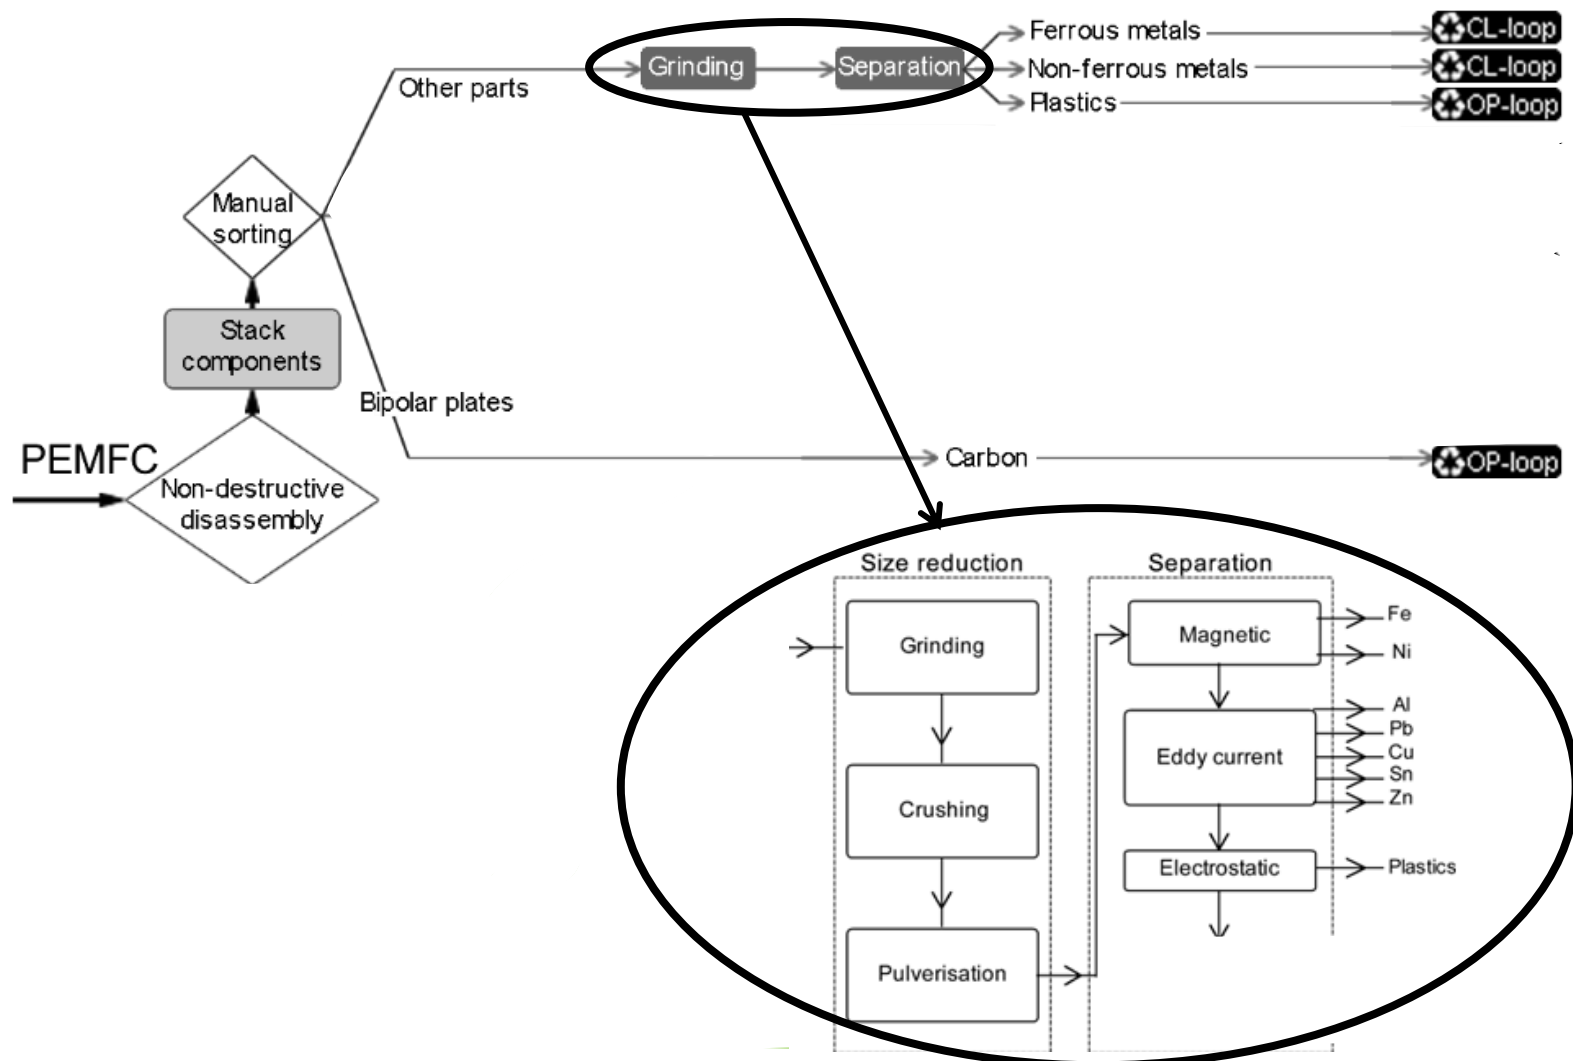 Ferrous metals
CL-loop
Grinding
Separation
Non-ferrous metals
CL-loop
Other parts
Plastics
OP-loop
Manual
sorting
Stack
components
Bipolar plates
PEMFC
Carbon
OP-loop
Non-destructive
disassembly
Size reduction
Separation
Grinding
Magnetic
Fe
Ni
Al
Pb
Eddy current
Cu
Sn
Zn
Crushing
Electrostatic
Plastics
Pulverisation